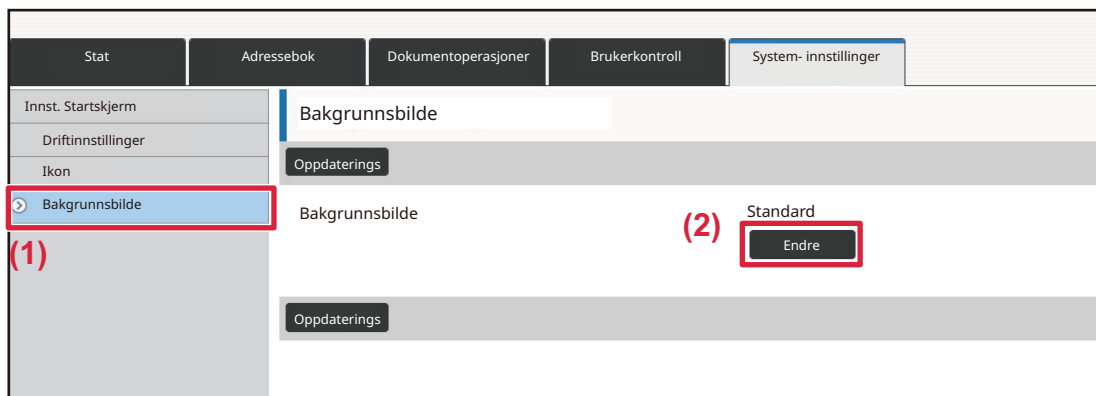 Stat
Adressebok
Dokumentoperasjoner
Brukerkontroll
System- innstillinger
Innst. Startskjerm
Driftinnstillinger
Ikon
Bakgrunnsbilde
(1)
Bakgrunnsbilde
Oppdaterings
Bakgrunnsbilde
Standard
(2)
Endre
Oppdaterings